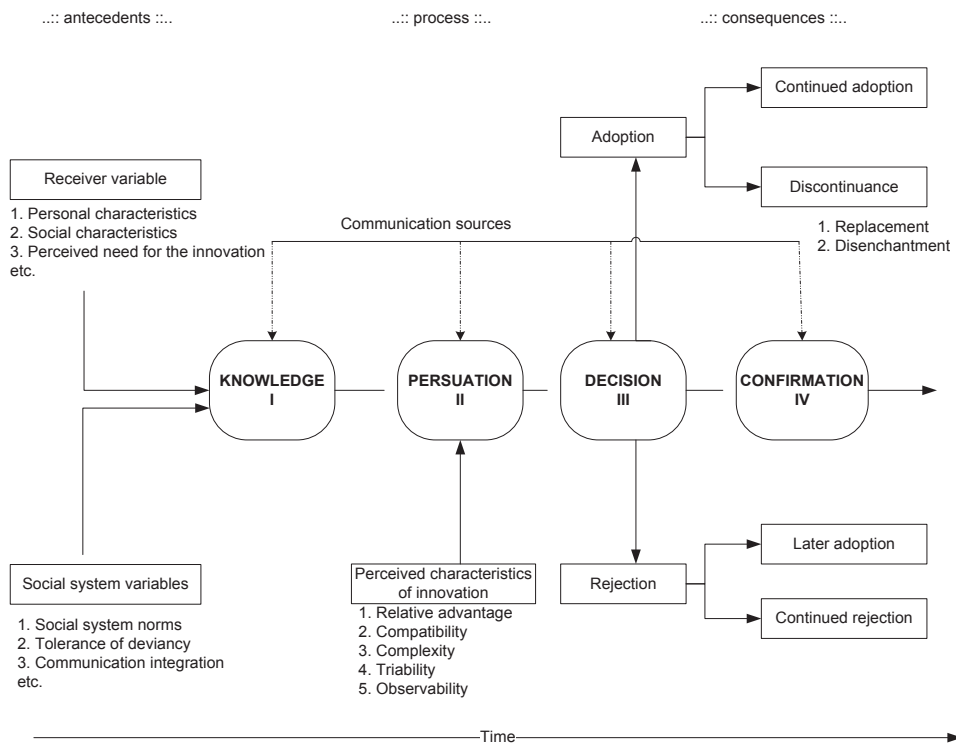 ..:: antecedents ::..
..:: process ::..
..:: consequences ::..
Continued adoption
Adoption
Discontinuance
1. Replacement
2. Disenchantment
Receiver variable
1. Personal characteristics
2. Social characteristics
3. Perceived need for the innovation
etc.
Communication sources
KNOWLEDGE
I
PERSUATION
II
DECISION
III
CONFIRMATION
IV
Social system variables
1. Social system norms
2. Tolerance of deviancy
3. Communication integration
etc.
Perceived characteristics
of innovation
1. Relative advantage
2. Compatibility
3. Complexity
4. Triability
5. Observability
Rejection
Later adoption
Continued rejection
Time